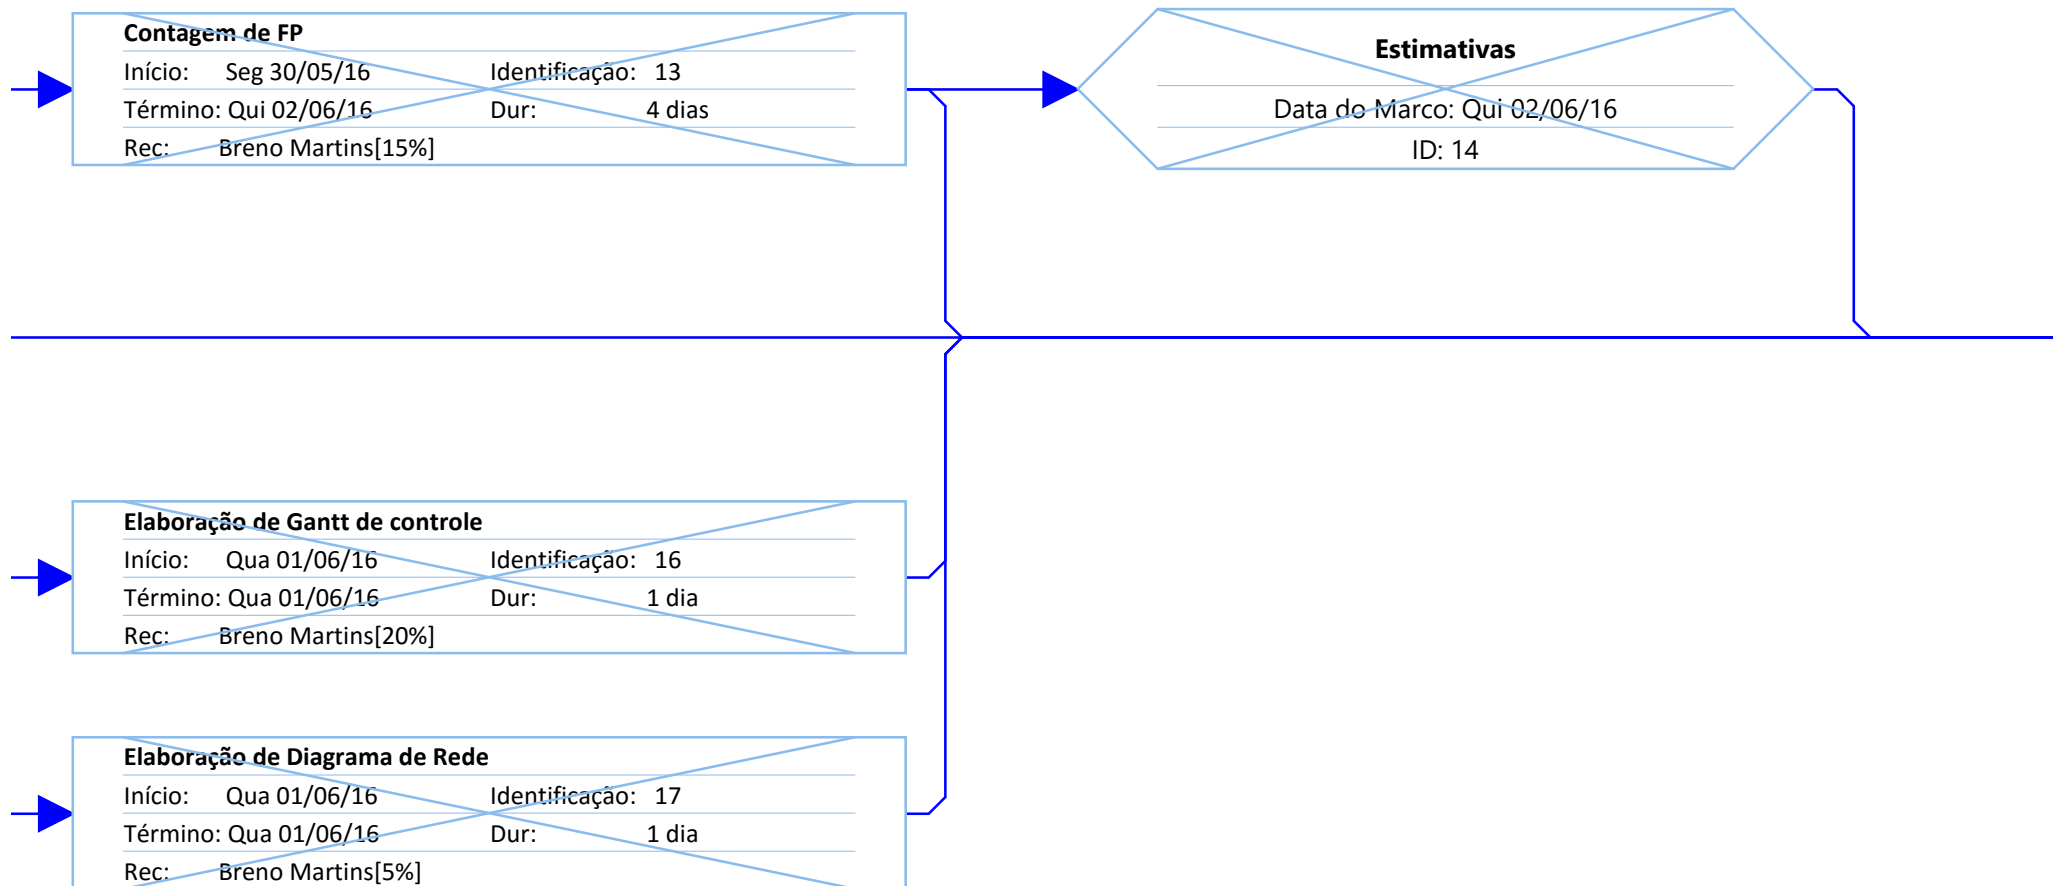 Contagem de FP
Início: Seg 30/05/16 Identificação: 13
Término: Qui 02/06/16 Dur: 4 dias
Rec: Breno Martins[15%]
Estimativas
Data do Marco: Qui 02/06/16
ID: 14
Elaboração de Gantt de controle
Início: Qua 01/06/16 Identificação: 16
Término: Qua 01/06/16 Dur: 1 dia
Rec: Breno Martins[20%]
Elaboração de Diagrama de Rede
Início: Qua 01/06/16 Identificação: 17
Término: Qua 01/06/16 Dur: 1 dia
Rec: Breno Martins[5%]